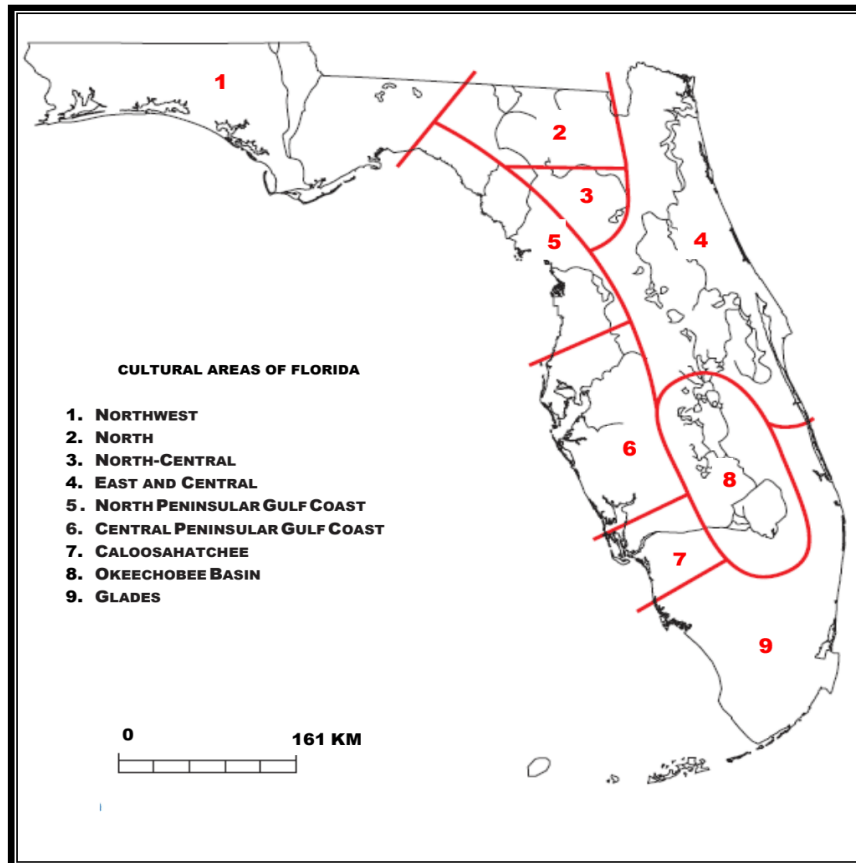 1
2
3
4
5
CULTURAL AREAS OF FLORIDA
1. NORTHWEST
2. NORTH
3. NORTH-CENTRAL
4. EAST AND CENTRAL
5. NORTH PENINSULAR GULF COAST
6. CENTRAL PENINSULAR GULF COAST
7. CALOOSAHATCHEE
8. OKEECHOBEE BASIN
9. GLADES
6
8
7
9
0 161 KM